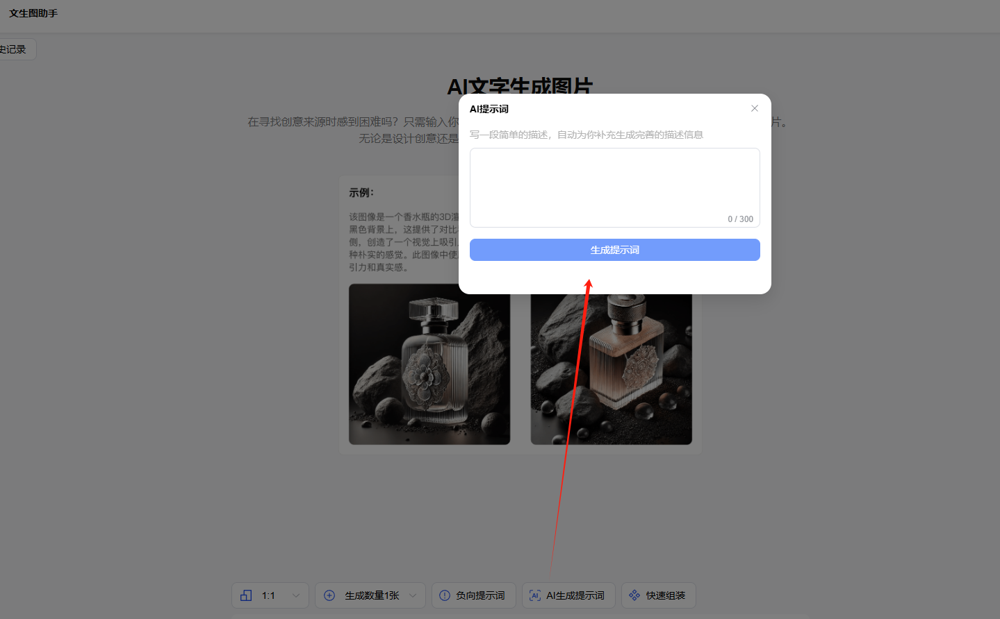 文生图助手
史记录
AI文字生成图片
在寻找创意来源时感到困难吗？只需输入你
片。
无论是设计创意还是
AI提示词
写一段简单的描述，自动为你补充生成完善的描述信息
0 / 300
生成提示词
示例：
该图像是一个香水瓶的3D渲
黑色背景上，这提供了对比
侧，创造了一个视觉上吸引
种朴实的感觉。此图像中使
引力和真实感。
1:1
生成数量1张
负向提示词
AI生成提示词
快速组装